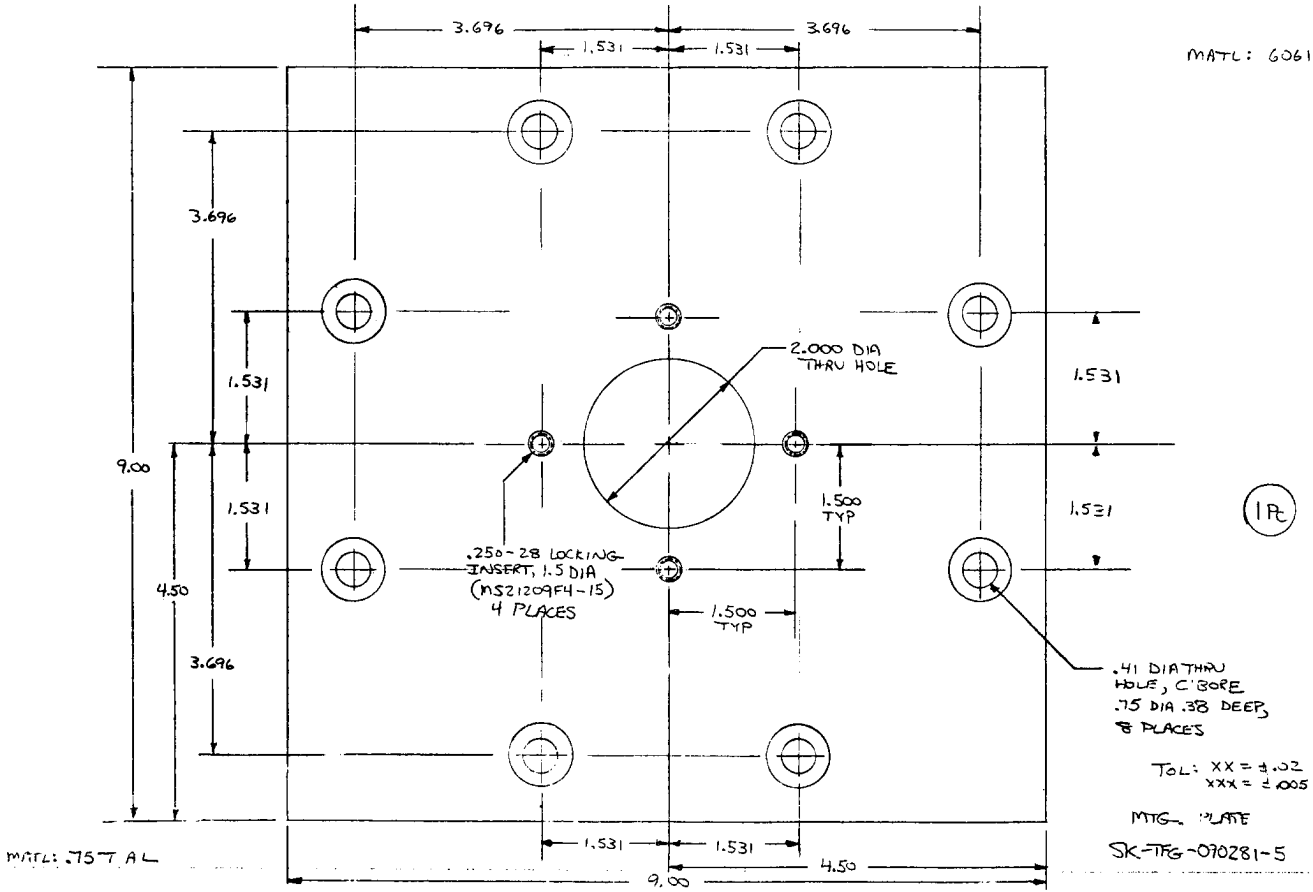 3.696
3.696
1.531
1.531
MATL: 6061
3.696
1.531
2.000 DIA
THRU HOLE
1.531
9.00
1.531
1.500
TYP
1.531
1 PC
.250-28 LOCKING
INSERT, 1.5 DIA
(MS21209F4-15)
4 PLACES
4.50
1.500
TYP
3.696
.41 DIA THRU
HOLE, C'BORE
.75 DIA .38 DEEP,
8 PLACES
TOL: XX = ±.02
XXX = ±.005
MTG. PLATE
SK-TFG-090281-5
MATL: .75 T AL
1.531
1.531
4.50
9.00